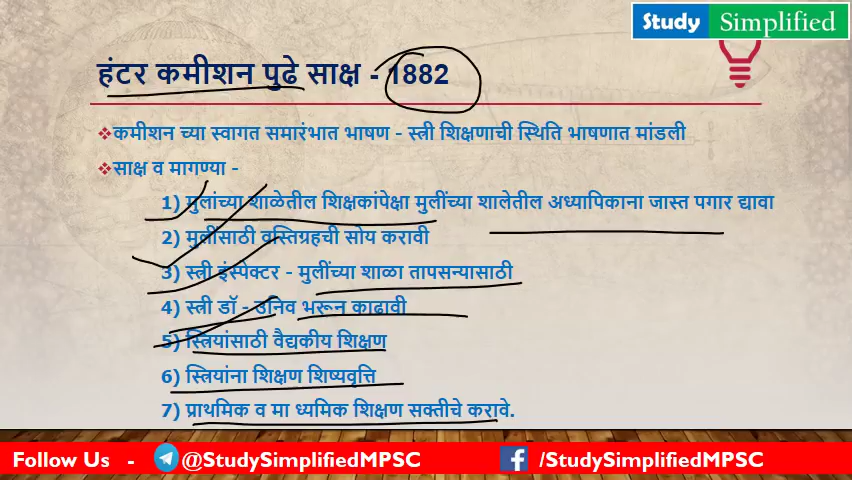 Study Simplified
हंटर कमीशन पुढे साक्ष - 1882
कमीशन च्या स्वागत समारंभात भाषण - स्त्री शिक्षणाची स्थिति भाषणात मांडली
साक्ष व मागण्या -
1) मुलांच्या शाळेतील शिक्षकांपेक्षा मुलींच्या शालेतील अध्यापिकाना जास्त पगार द्यावा
2) मुलींसाठी वस्तिग्रहची सोय करावी
3) स्त्री इंस्पेक्टर - मुलींच्या शाळा तापसन्यासाठी
4) स्त्री डॉ - उनिव भरून काढावी
5) स्त्रियांसाठी वैद्यकीय शिक्षण
6) स्त्रियांना शिक्षण शिष्यवृत्ति
7) प्राथमिक व मा ध्यमिक शिक्षण सक्तीचे करावे.
Follow Us - @StudySimplifiedMPSC /StudySimplifiedMPSC